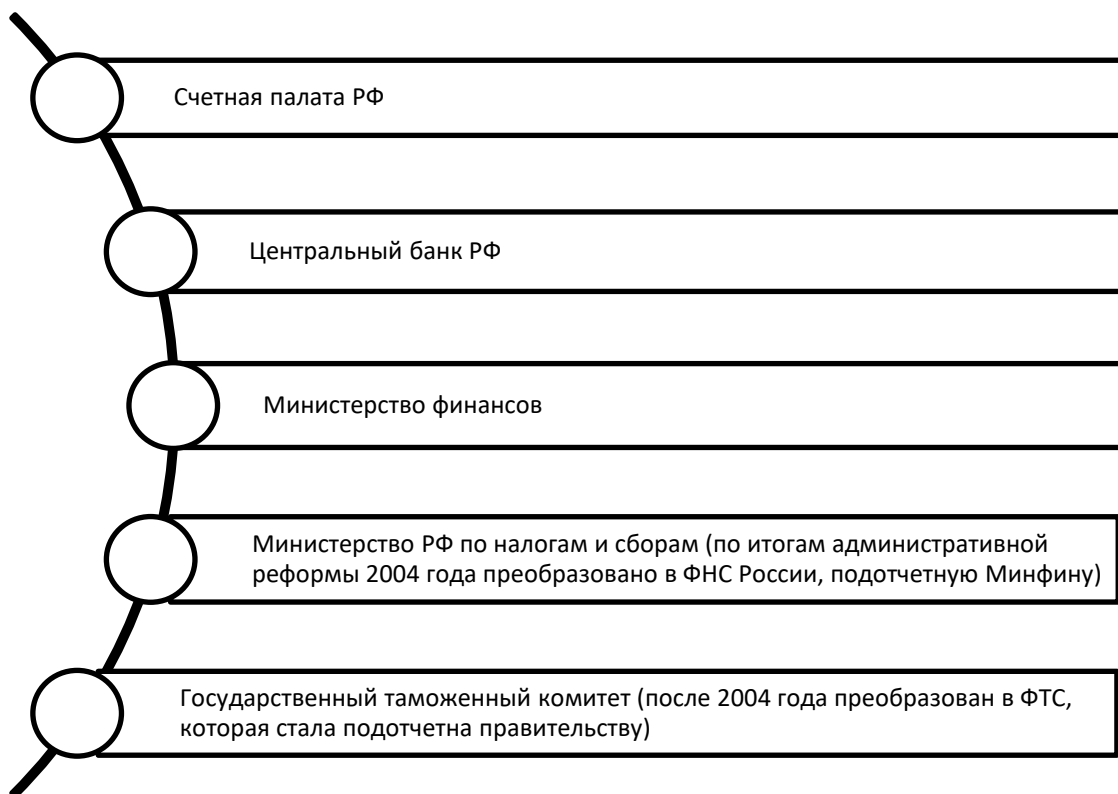 Счетная палата РФ
Центральный банк РФ
Министерство финансов
Министерство РФ по налогам и сборам (по итогам административной
реформы 2004 года преобразовано в ФНС России, подотчетную Минфину)
Государственный таможенный комитет (после 2004 года преобразован в ФТС,
которая стала подотчетна правительству)